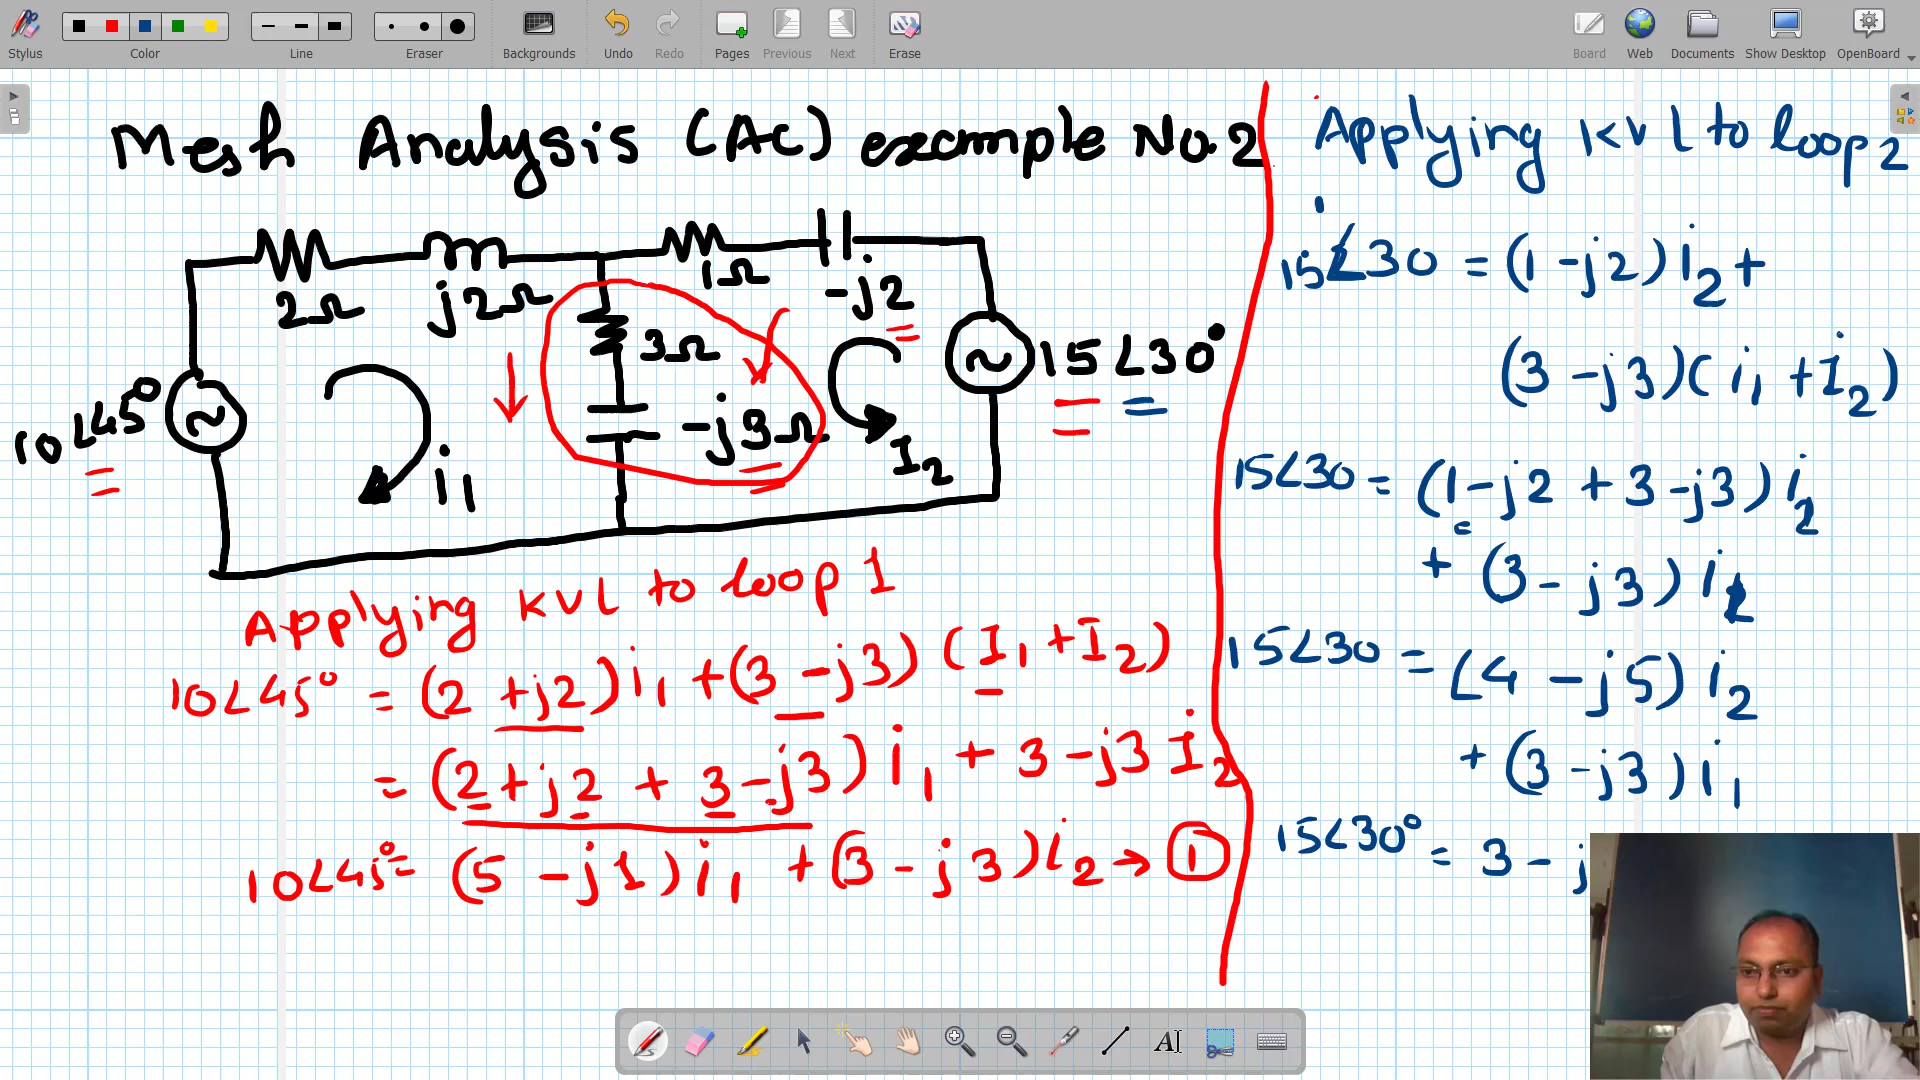 Stylus Color Line Eraser Backgrounds Undo Redo Pages Previous Next Erase Board Web Documents Show Desktop OpenBoard
Mesh Analysis (AC) example No.2
2Ω
j2Ω
1Ω
-j2
10∠45°
i1
3Ω
-j3Ω
I2
15∠30°
Applying KVL to loop 1
10∠45° = (2+j2)i1 + (3-j3)(I1+I2)
= (2+j2 + 3-j3)i1 + 3-j3 I2
10∠45° = (5-j1)i1 + (3-j3)i2 → 1
Applying KVL to loop 2
15∠30 = (1-j2)i2 +
(3-j3)(i1+I2)
15∠30 = (1-j2+3-j3)i2
+ (3-j3)i1
15∠30 = (4-j5)i2
+ (3-j3)i1
15∠30° = 3-j
AI